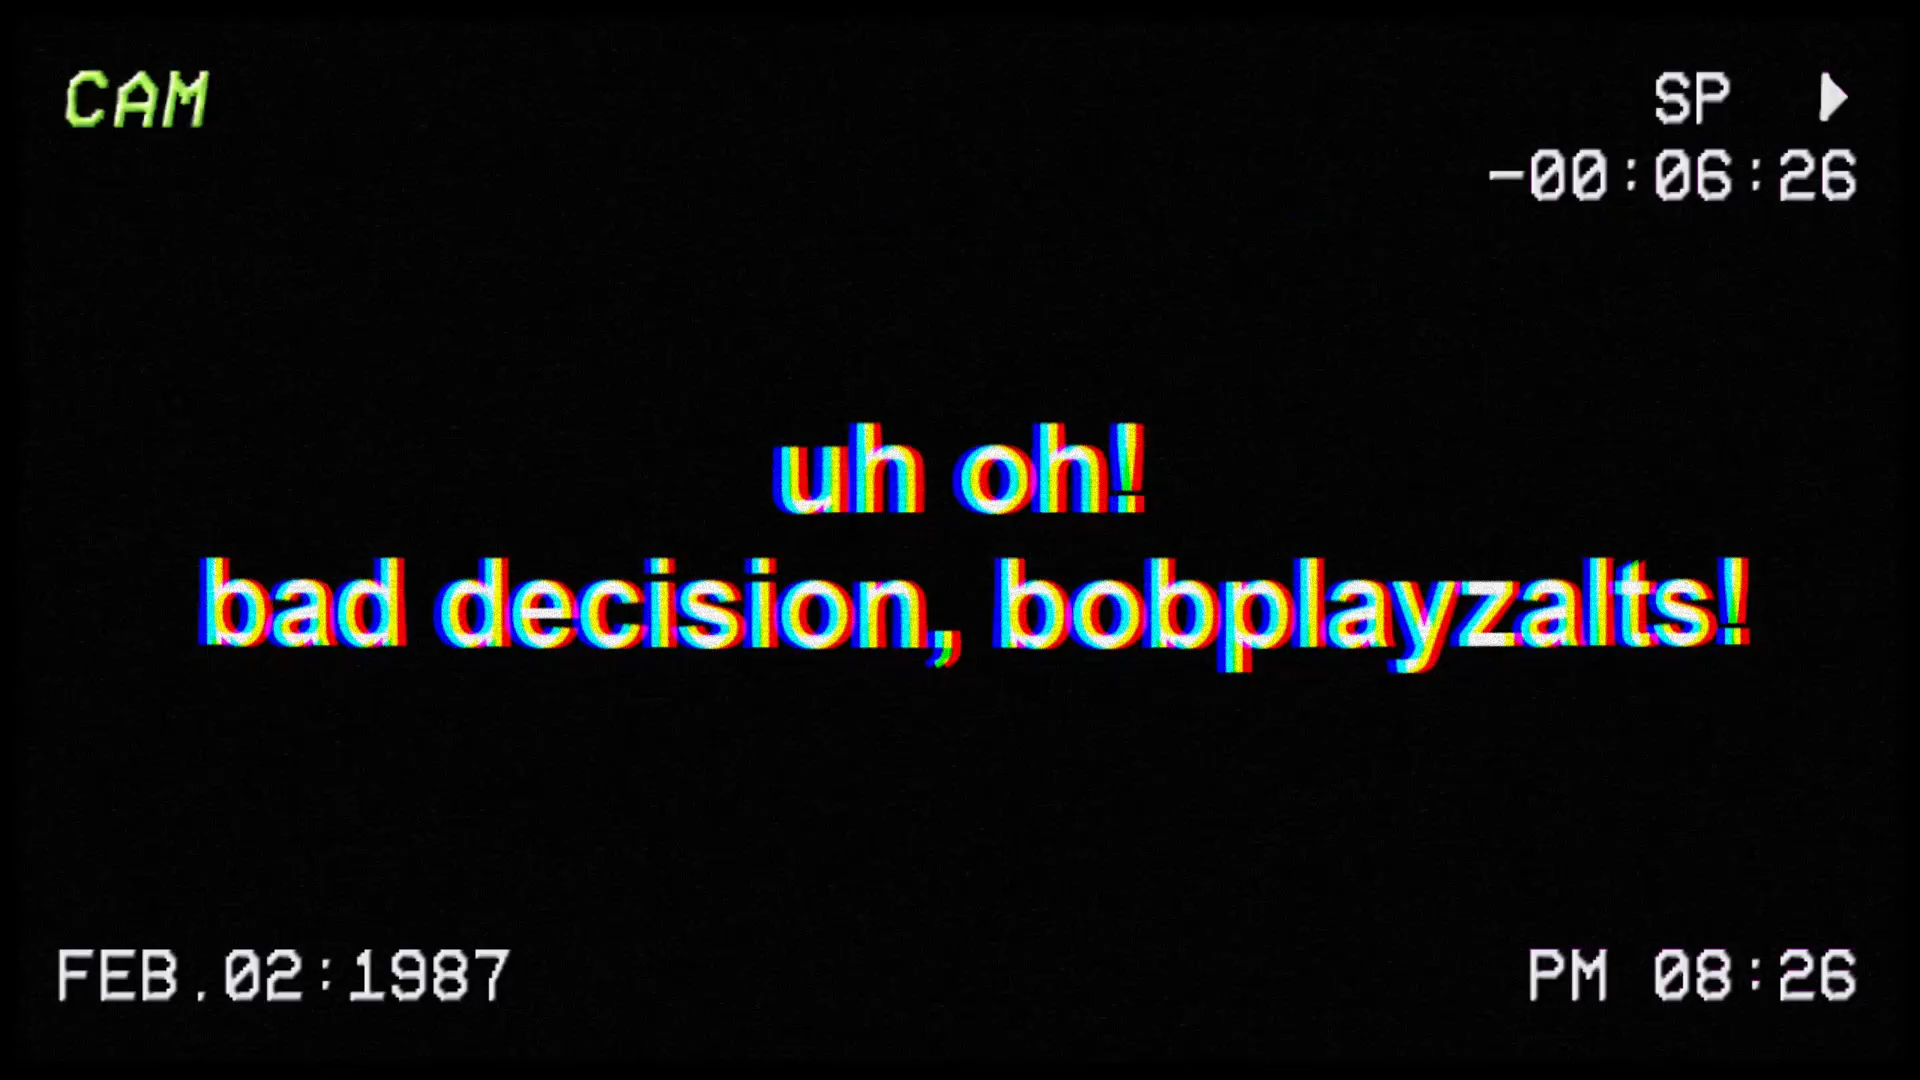 CAM
SP
-00:06:26
uh oh!
bad decision, bobplayzalts!
FEB.02:1987
PM 08:26